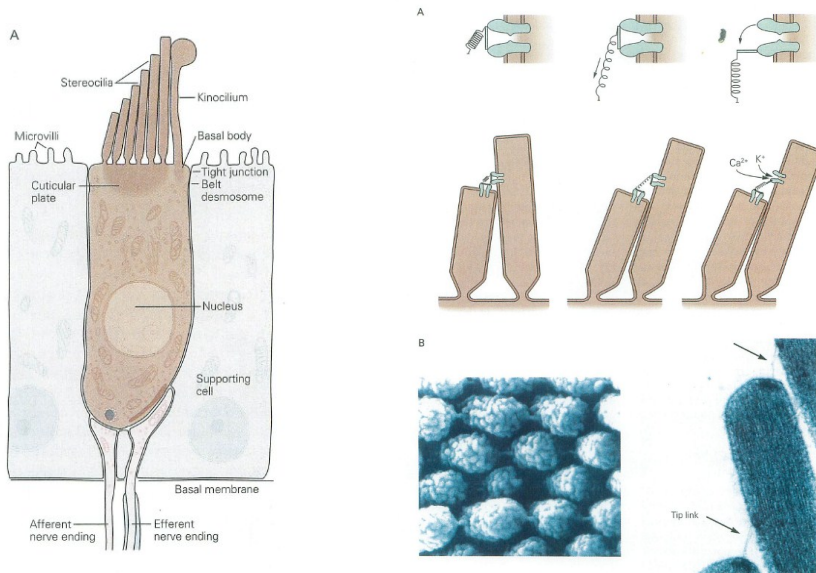 A
Stereocilia
Kinocilium
Microvilli
Basal body
Tight junction
Belt
desmosome
Cuticular
plate
Nucleus
Supporting
cell
Basal membrane
Afferent
nerve ending
Efferent
nerve ending
A
Ca²⁺
K⁺
B
Tip link